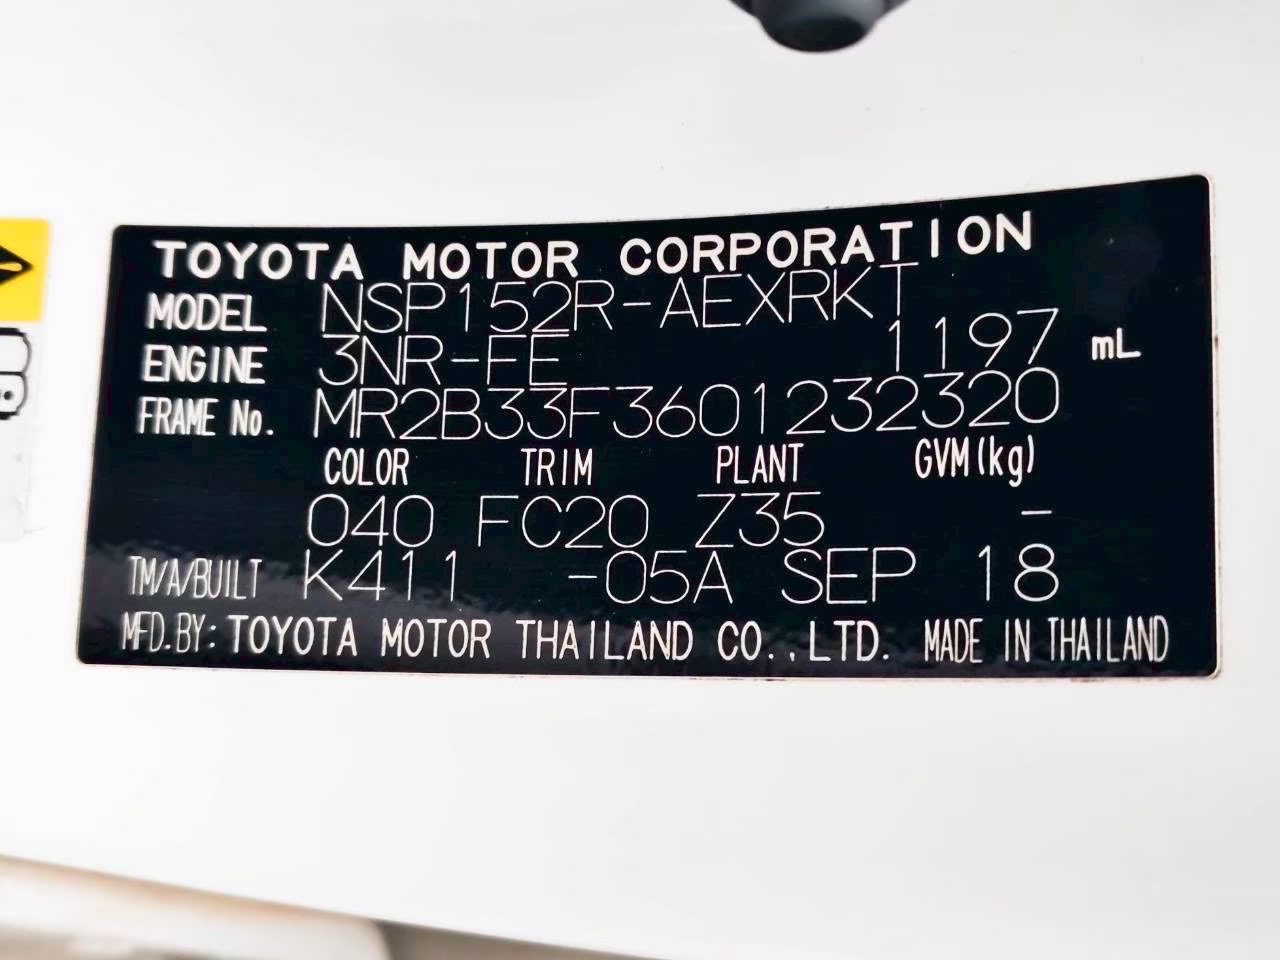 TOYOTA MOTOR CORPORATION
MODEL NSP152R-AEXRKT
ENGINE 3NR-FE 1197 mL
FRAME No. MR2B33F3601232320
COLOR TRIM PLANT GVM(kg)
040 FC20 Z35 -
TM/A/BUILT K411 -05A SEP 18
MFD.BY: TOYOTA MOTOR THAILAND CO.,LTD. MADE IN THAILAND